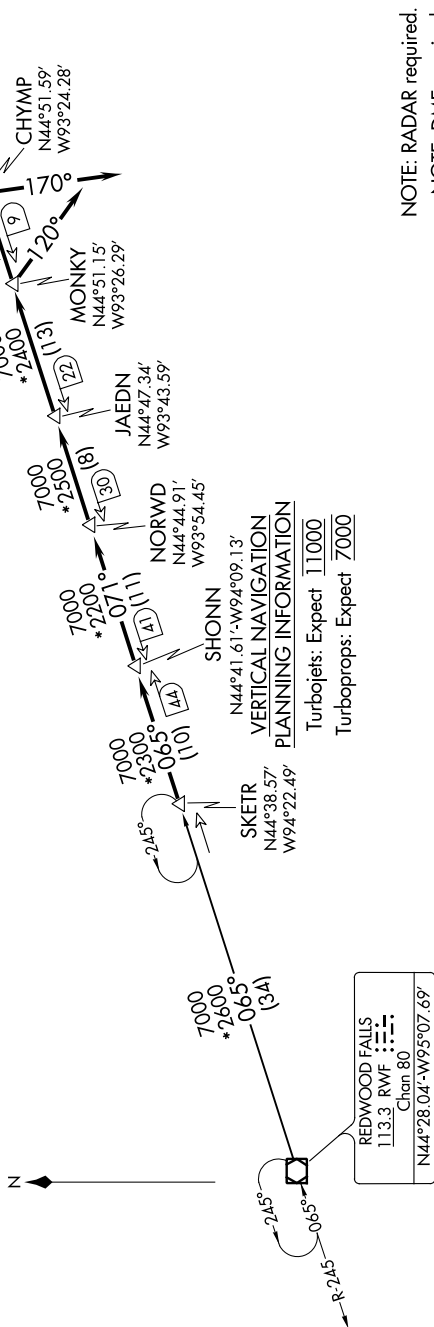 CHYMP
N44°51.59'
W93°24.28'
170°
9
120°
MONKY
N44°51.15'
W93°26.29'
*2400
(13)
22
JAEDN
N44°47.34'
W93°43.59'
7000
*2500
(8)
30
NORWD
N44°44.91'
W93°54.45'
7000
*2200
071°
(11)
41
44
SHONN
N44°41.61'-W94°09.13'
VERTICAL NAVIGATION
PLANNING INFORMATION
Turbojets: Expect 11000
Turboprops: Expect 7000
7000
*2300
065°
(10)
245°
SKETR
N44°38.57'
W94°22.49'
7000
*2600
065°
(34)
N
REDWOOD FALLS
113.3 RWF
Chan 80
N44°28.04'-W95°07.69'
245°
065°
R-245
NOTE: RADAR required.